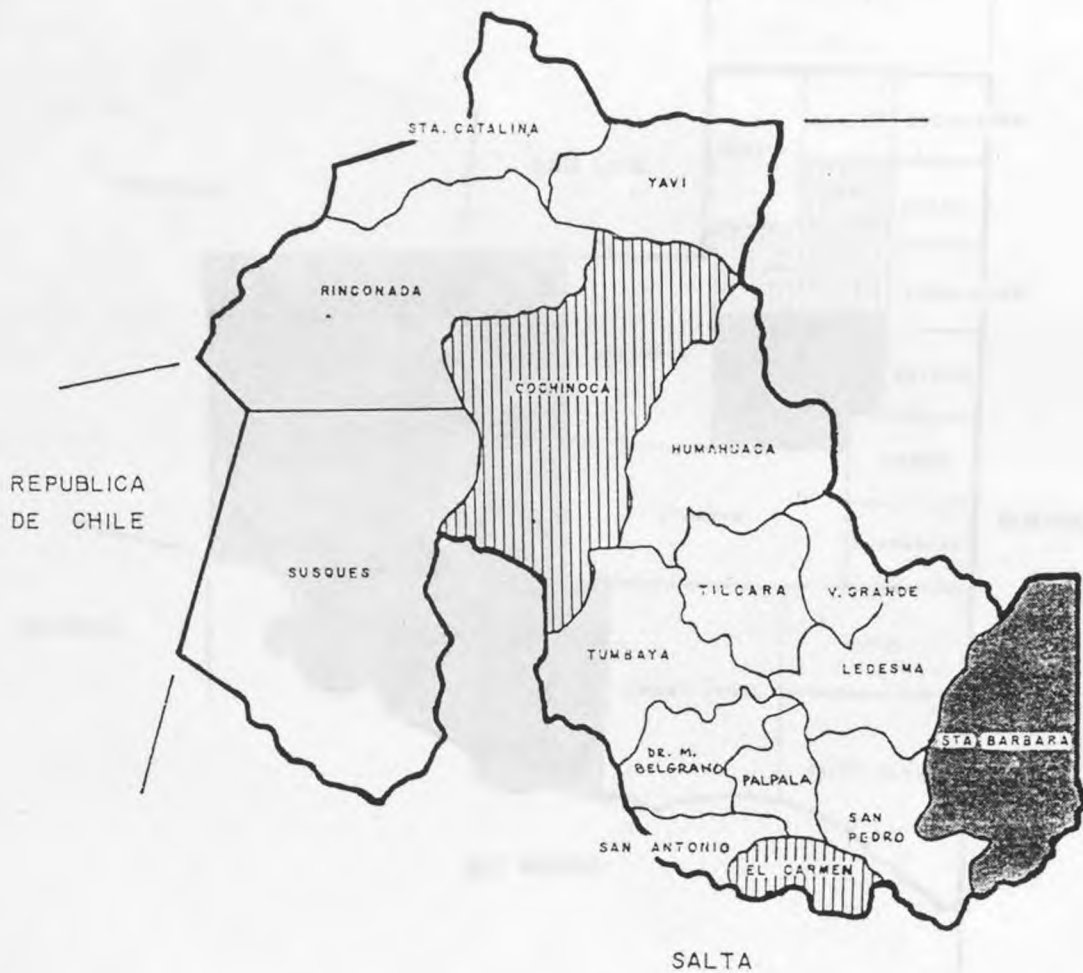 STA. CATALINA
YAVI
RINCONADA
COCHINOCA
HUMAHUACA
REPUBLICA
DE CHILE
SUSQUES
TILCARA
V. GRANDE
TUMBAYA
LEDESMA
STA BARBARA
DR. M.
BELGRANO
PALPALA
SAN
PEDRO
SAN ANTONIO
EL CARMEN
SALTA